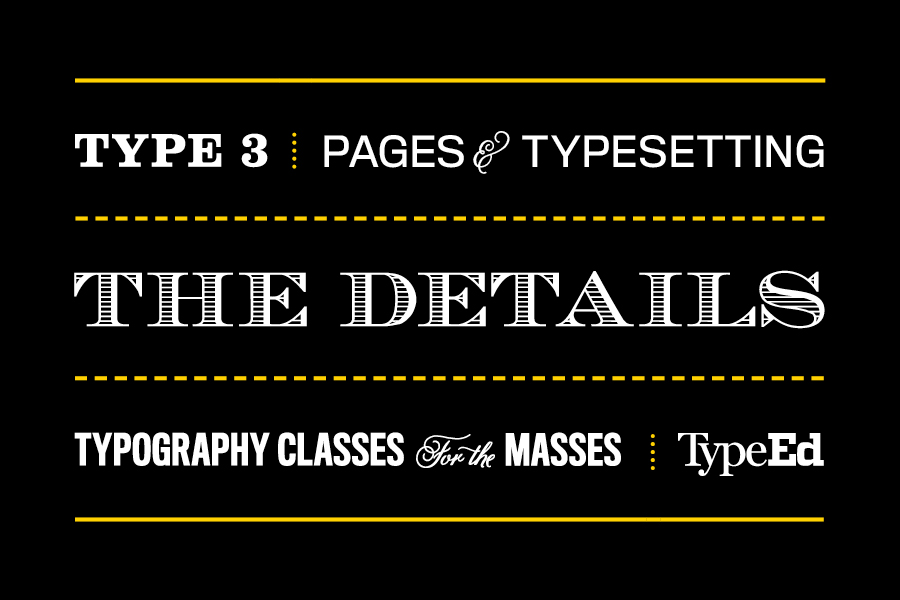 TYPE 3 PAGES & TYPESETTING
THE DETAILS
TYPOGRAPHY CLASSES For the MASSES TypeEd